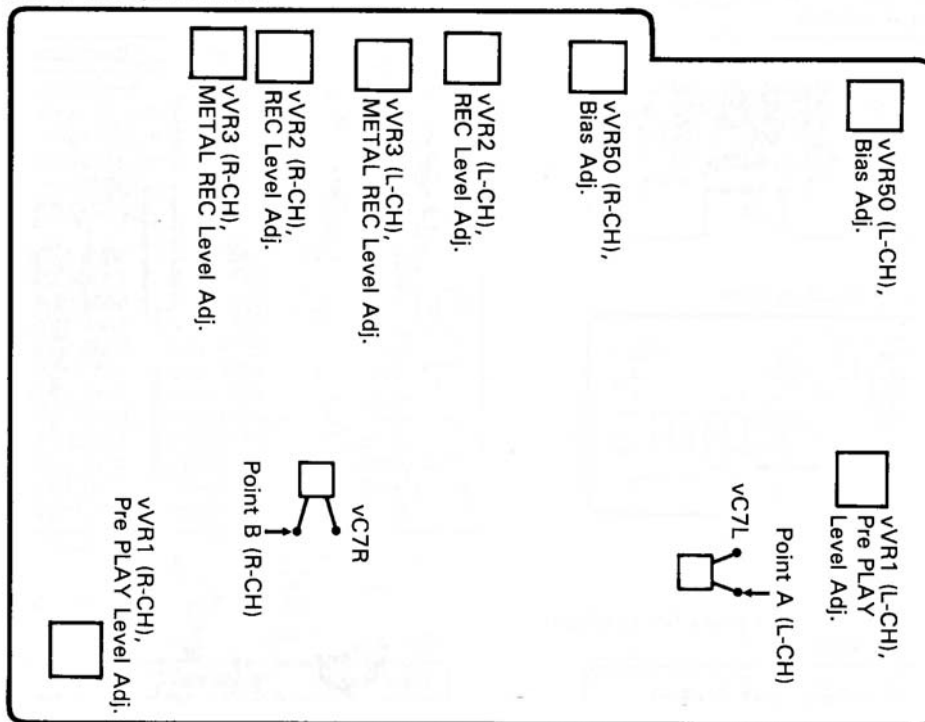 vVR50 (L-CH),
Bias Adj.
vVR1 (L-CH),
Pre PLAY
Level Adj.
Point A (L-CH)
vC7L
vVR50 (R-CH),
Bias Adj.
vVR2 (L-CH),
REC Level Adj.
vVR3 (L-CH),
METAL REC Level Adj.
vC7R
Point B (R-CH)
vVR2 (R-CH),
REC Level Adj.
vVR3 (R-CH),
METAL REC Level Adj.
vVR1 (R-CH),
Pre PLAY Level Adj.